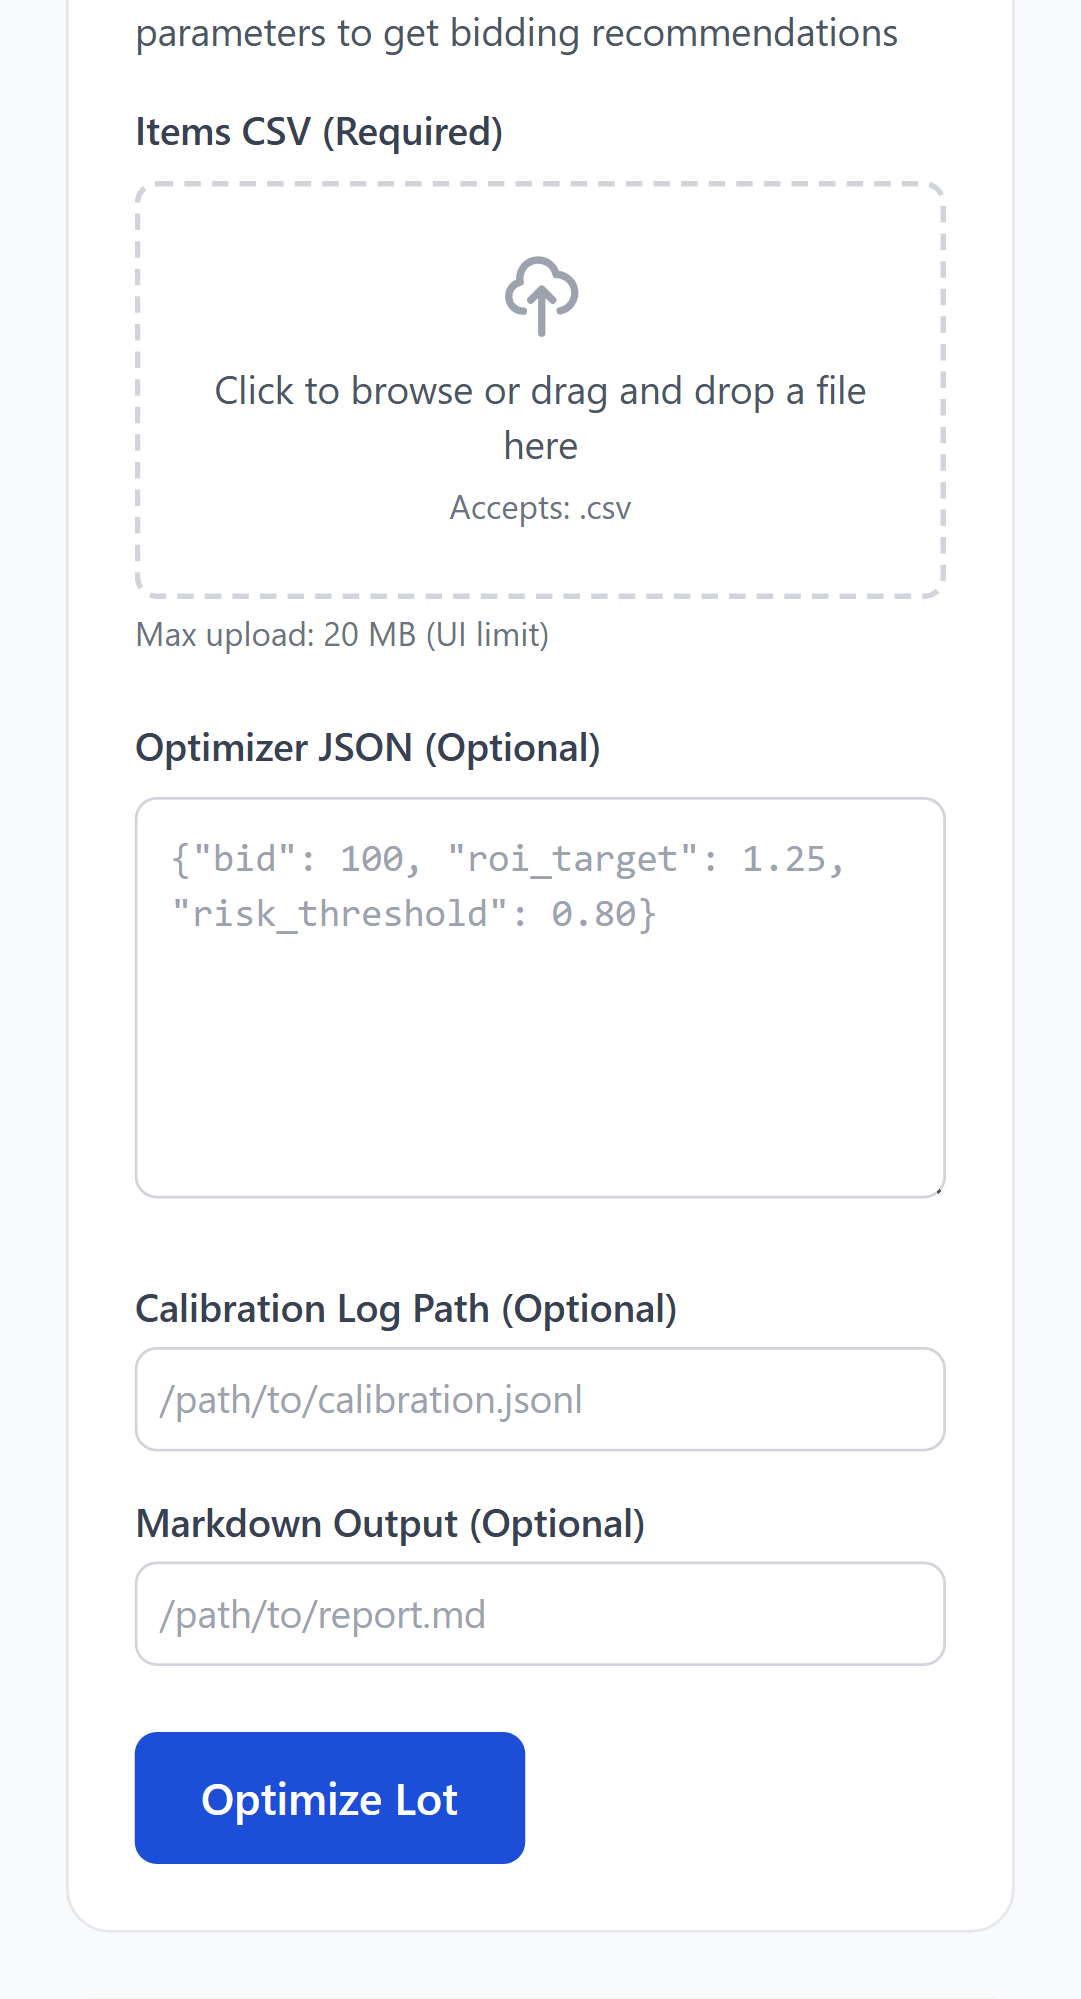 parameters to get bidding recommendations
Items CSV (Required)
Click to browse or drag and drop a file
here
Accepts: .csv
Max upload: 20 MB (UI limit)
Optimizer JSON (Optional)
{"bid": 100, "roi_target": 1.25,
"risk_threshold": 0.80}
Calibration Log Path (Optional)
/path/to/calibration.jsonl
Markdown Output (Optional)
/path/to/report.md
Optimize Lot